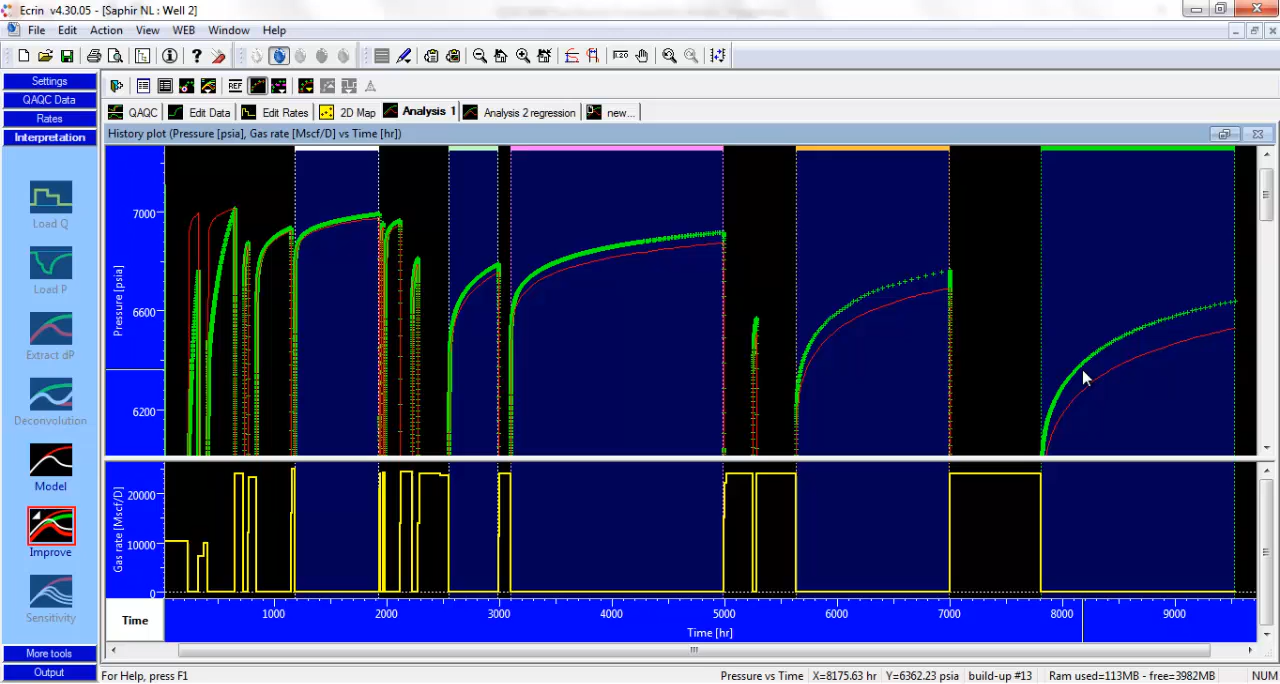 Ecrin v4.30.05 - [Saphir NL : Well 2]
File Edit Action View WEB Window Help
Settings
QAQC Data
Rates
Interpretation
Load Q
Load P
Extract dP
Deconvolution
Model
Improve
Sensitivity
More tools
Output
REF
QAQC Edit Data Edit Rates 2D Map Analysis 1 Analysis 2 regression new...
History plot (Pressure [psia], Gas rate [Mscf/D] vs Time [hr])
Pressure [psia]
7000
6600
6200
Gas rate [Mscf/D]
20000
10000
0
Time
1000 2000 3000 4000 5000 6000 7000 8000 9000
Time [hr]
For Help, press F1
Pressure vs Time X=8175.63 hr Y=6362.23 psia build-up #13 Ram used=113MB - free=3982MB NUM